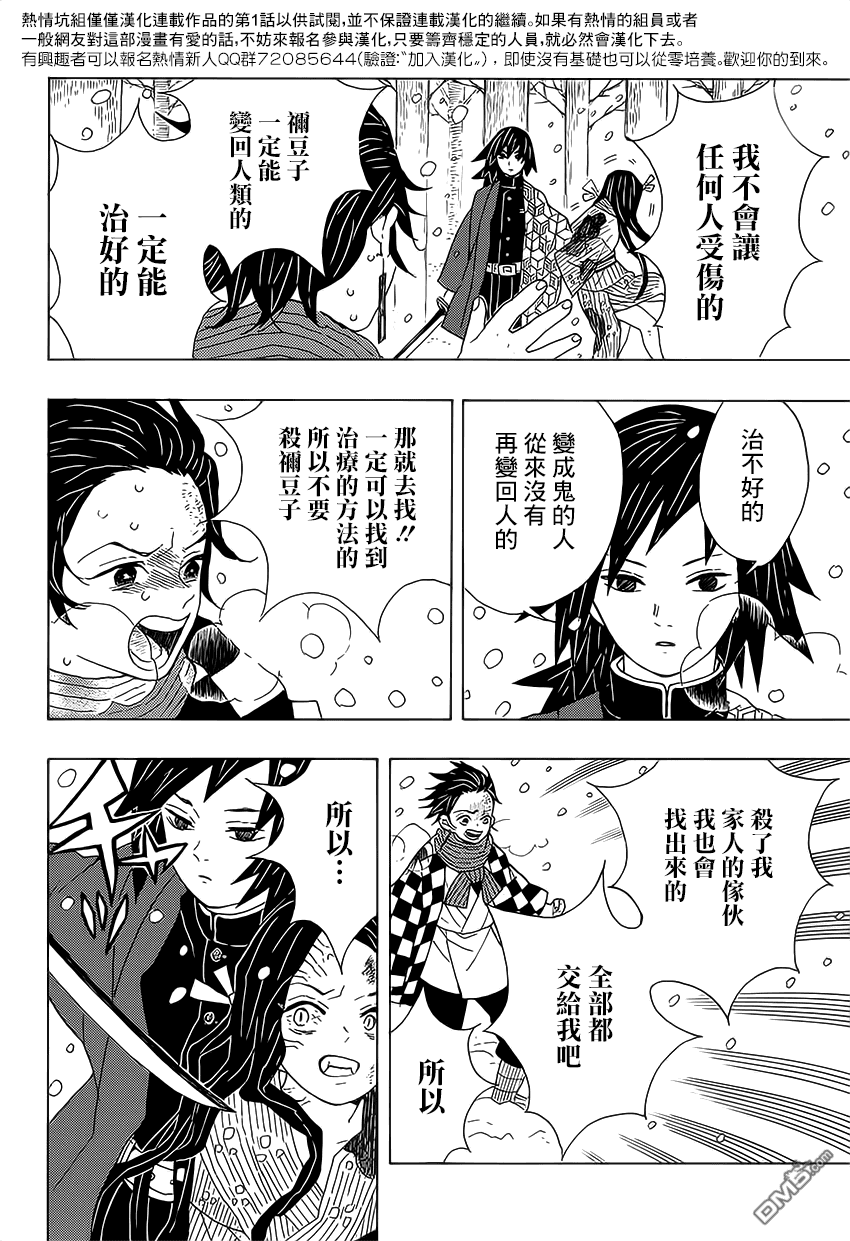 熱情坑組僅僅漢化連載作品的第1話以供試閱,並不保證連載漢化的繼續。如果有熱情的組員或者
一般網友對這部漫畫有愛的話,不妨來報名參與漢化,只要籌齊穩定的人員,就必然會漢化下去。
有興趣者可以報名熱情新人QQ群72085644(驗證:〝加入漢化〟),即使沒有基礎也可以從零培養。歡迎你的到來。
我不會讓
任何人受傷的
禰豆子
一定能
變回人類的
一定能
治好的
治不好的
變成鬼的人
從來沒有
再變回人的
那就去找!!
一定可以找到
治療的方法的
所以不要
殺禰豆子
殺了我
家人的傢伙
我也會
找出來的
全部都
交給我吧
所以
所以…
チャ
DM5.com